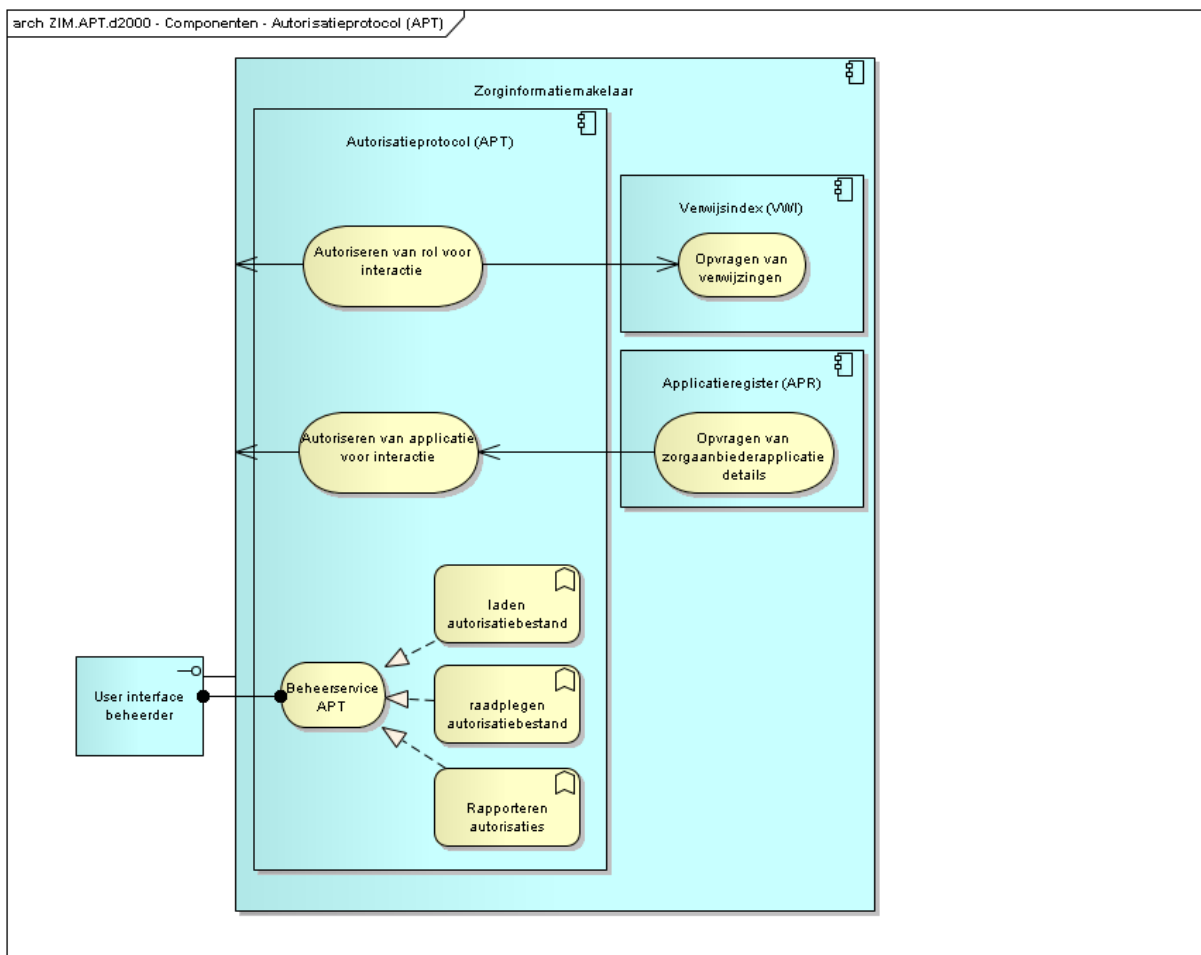 arch ZIM.APT.d2000 - Componenten - Autorisatieprotocol (APT)
Zorginformatiemakelaar
Autorisatieprotocol (APT)
Verwijsindex (VWI)
Autoriseren van rol voor
interactie
Opvragen van
verwijzingen
Applicatieregister (APR)
Autoriseren van applicatie
voor interactie
Opvragen van
zorgaanbiederapplicatie
details
laden
autorisatiebestand
User interface
beheerder
Beheerservice
APT
raadplegen
autorisatiebestand
Rapporteren
autorisaties